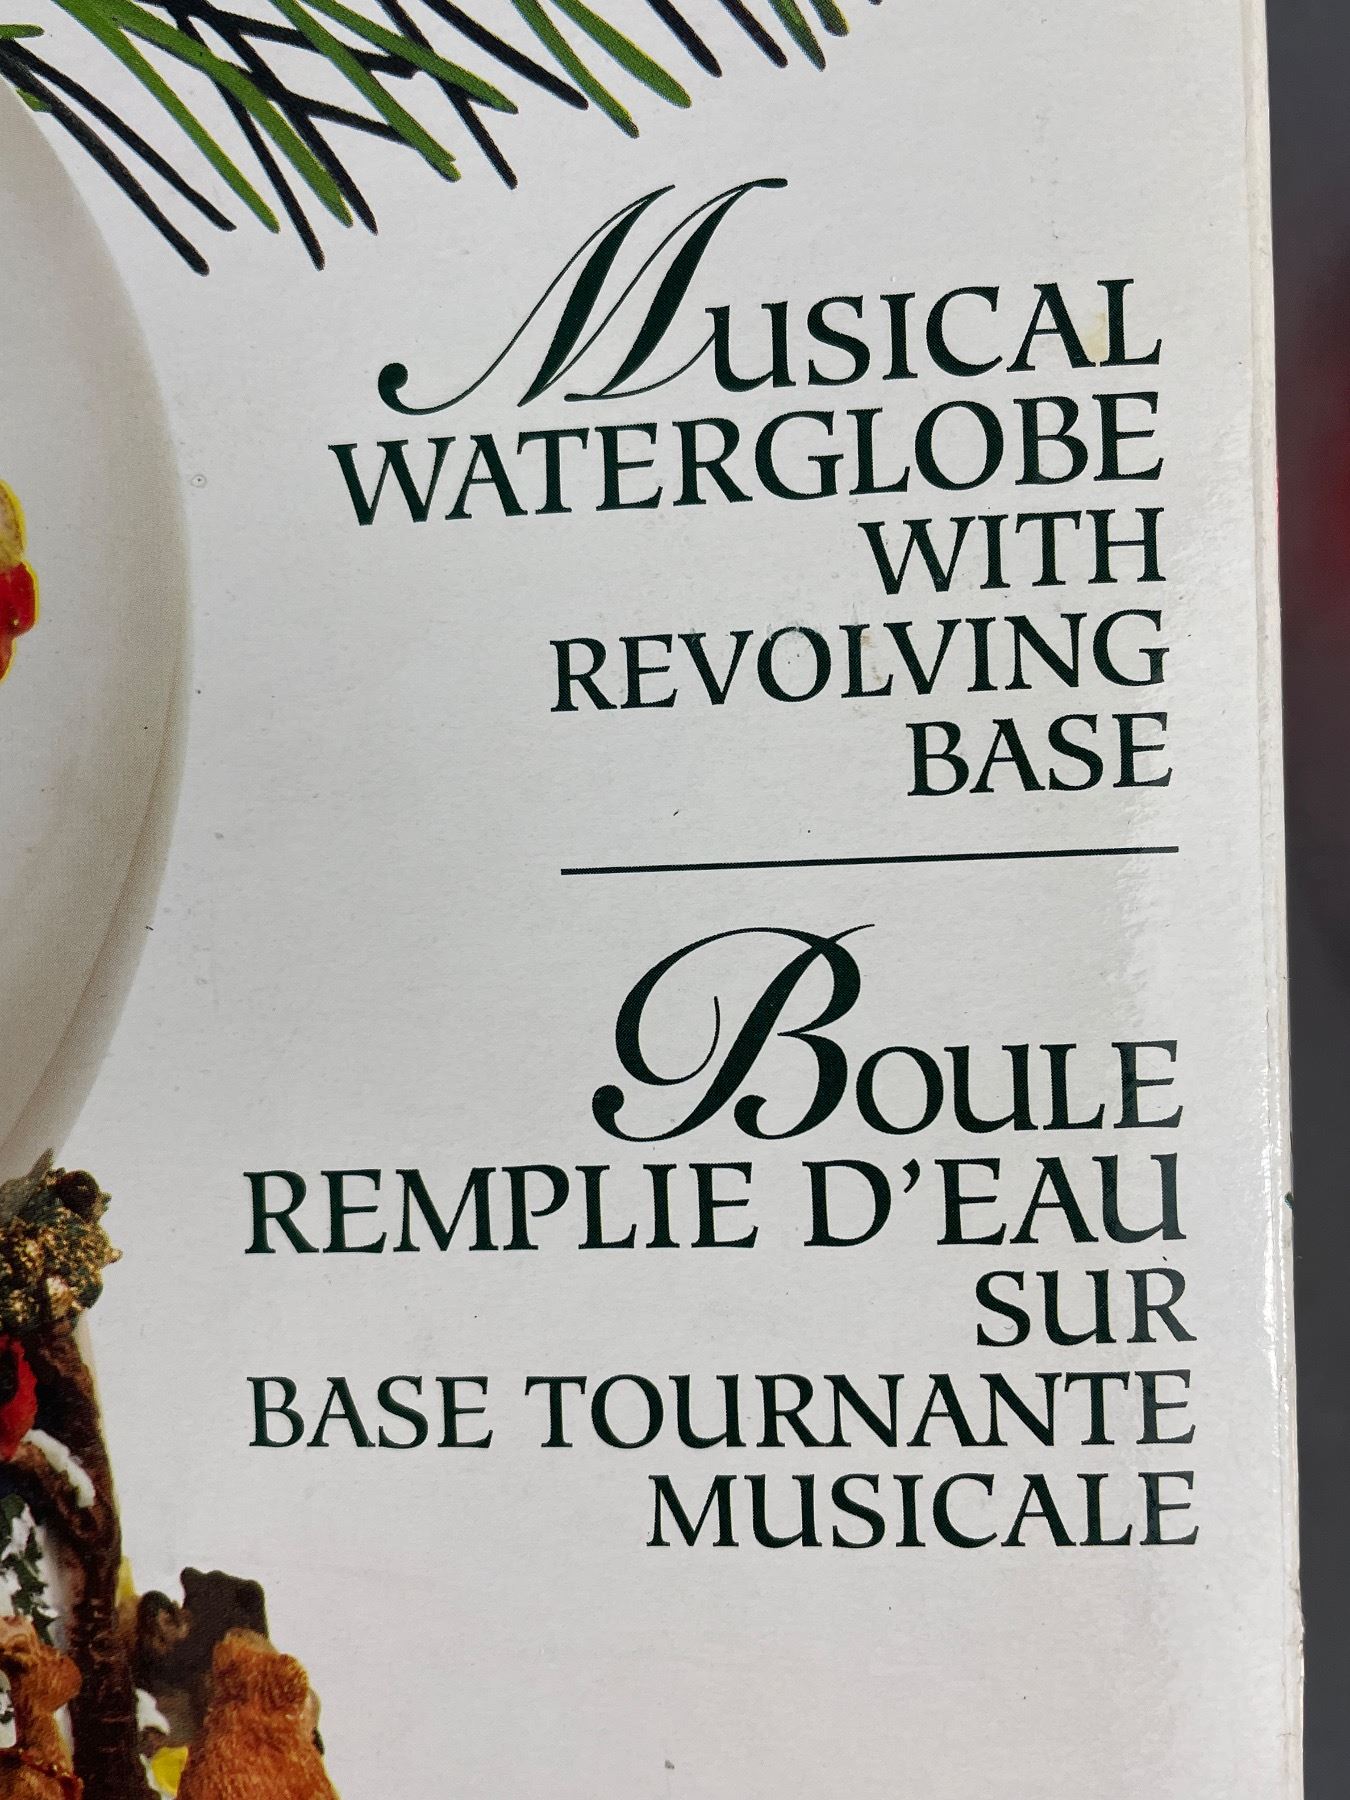 Musical
WATERGLOBE
WITH
REVOLVING
BASE
Boule
REMPLIE D'EAU
SUR
BASE TOURNANTE
MUSICALE